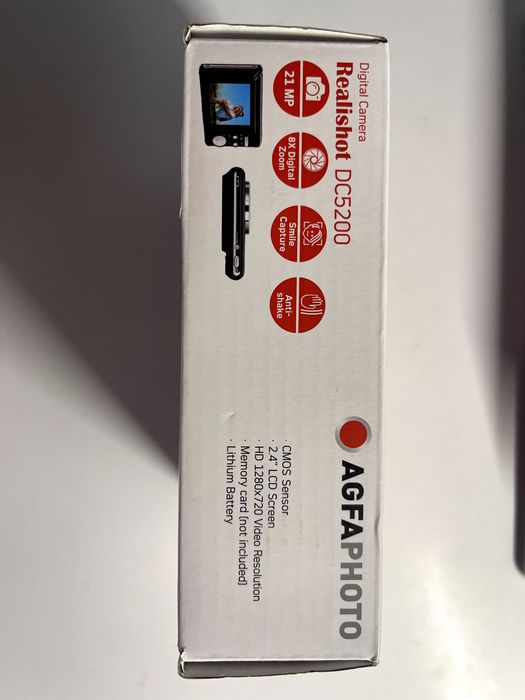 Digital Camera
Realishot DC5200
21 MP
8X Digital
Zoom
Smile
Capture
Anti-
shake
AGFAPHOTO
· CMOS Sensor
· 2.4" LCD Screen
· HD 1280x720 Video Resolution
· Memory card [not included]
· Lithium Battery